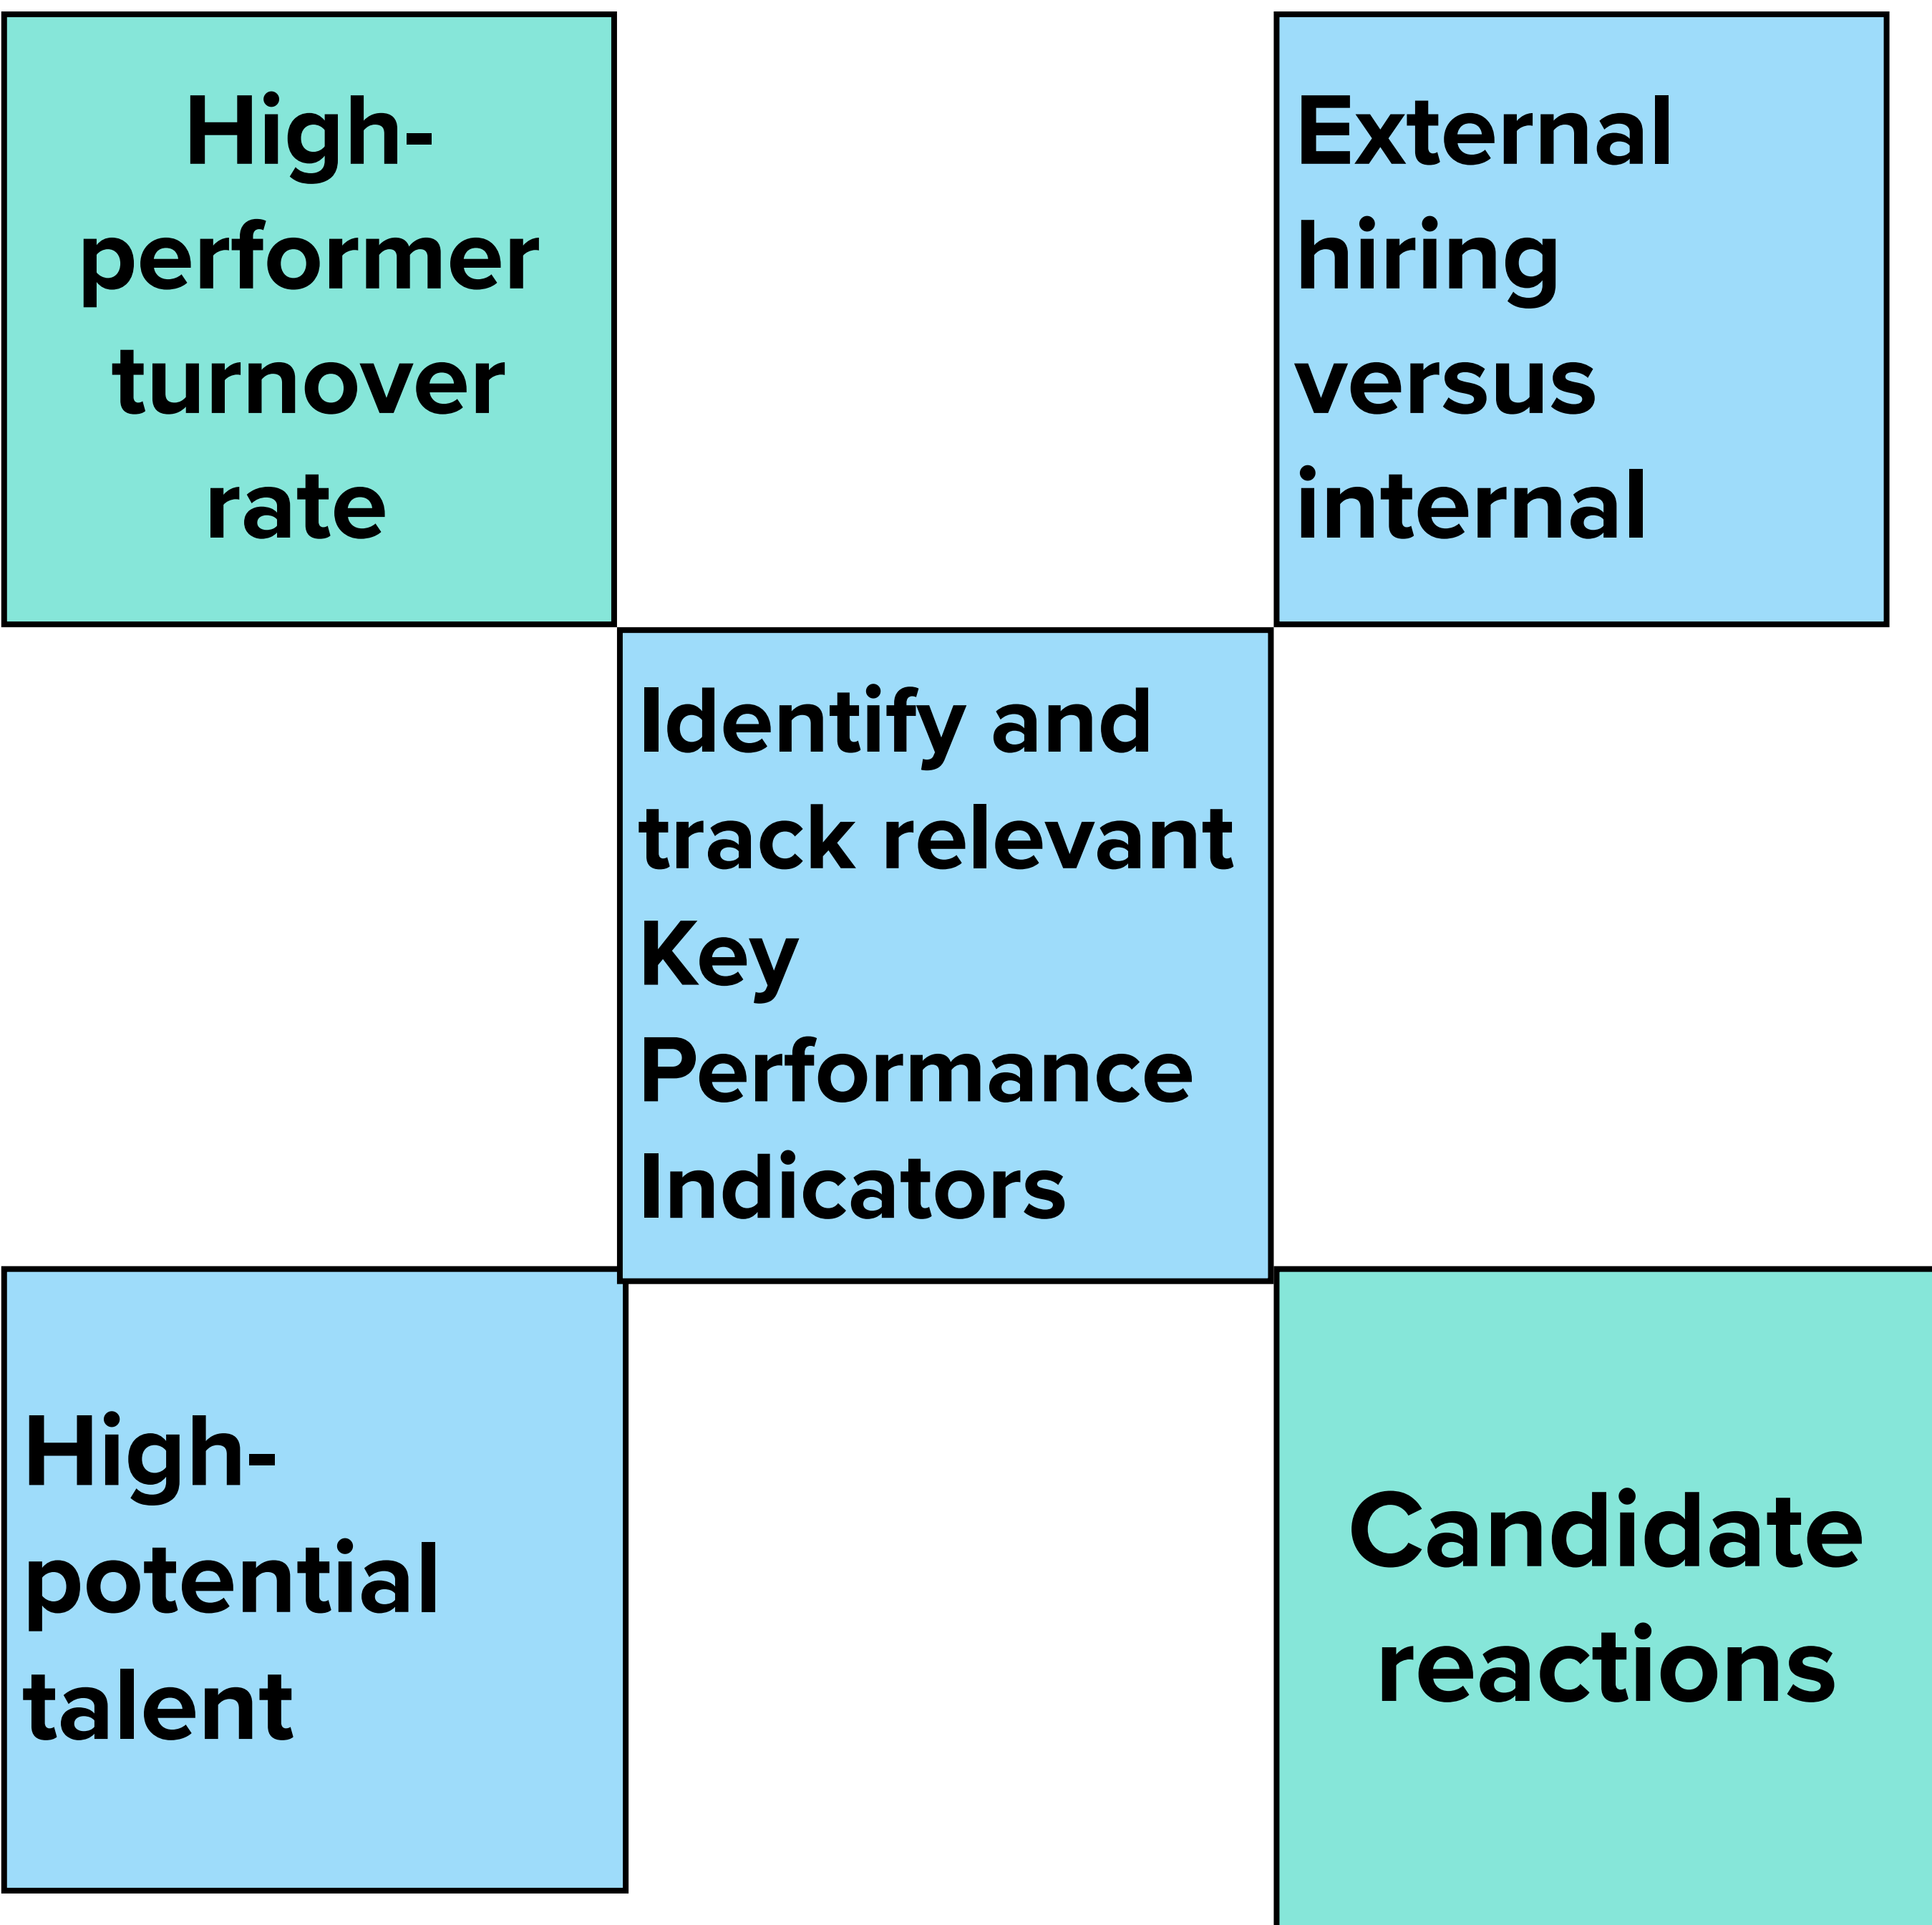 High-
performer
turnover
rate
External
hiring
versus
internal
Identify and
track relevant
Key
Performance
Indicators
High-
potential
talent
Candidate
reactions